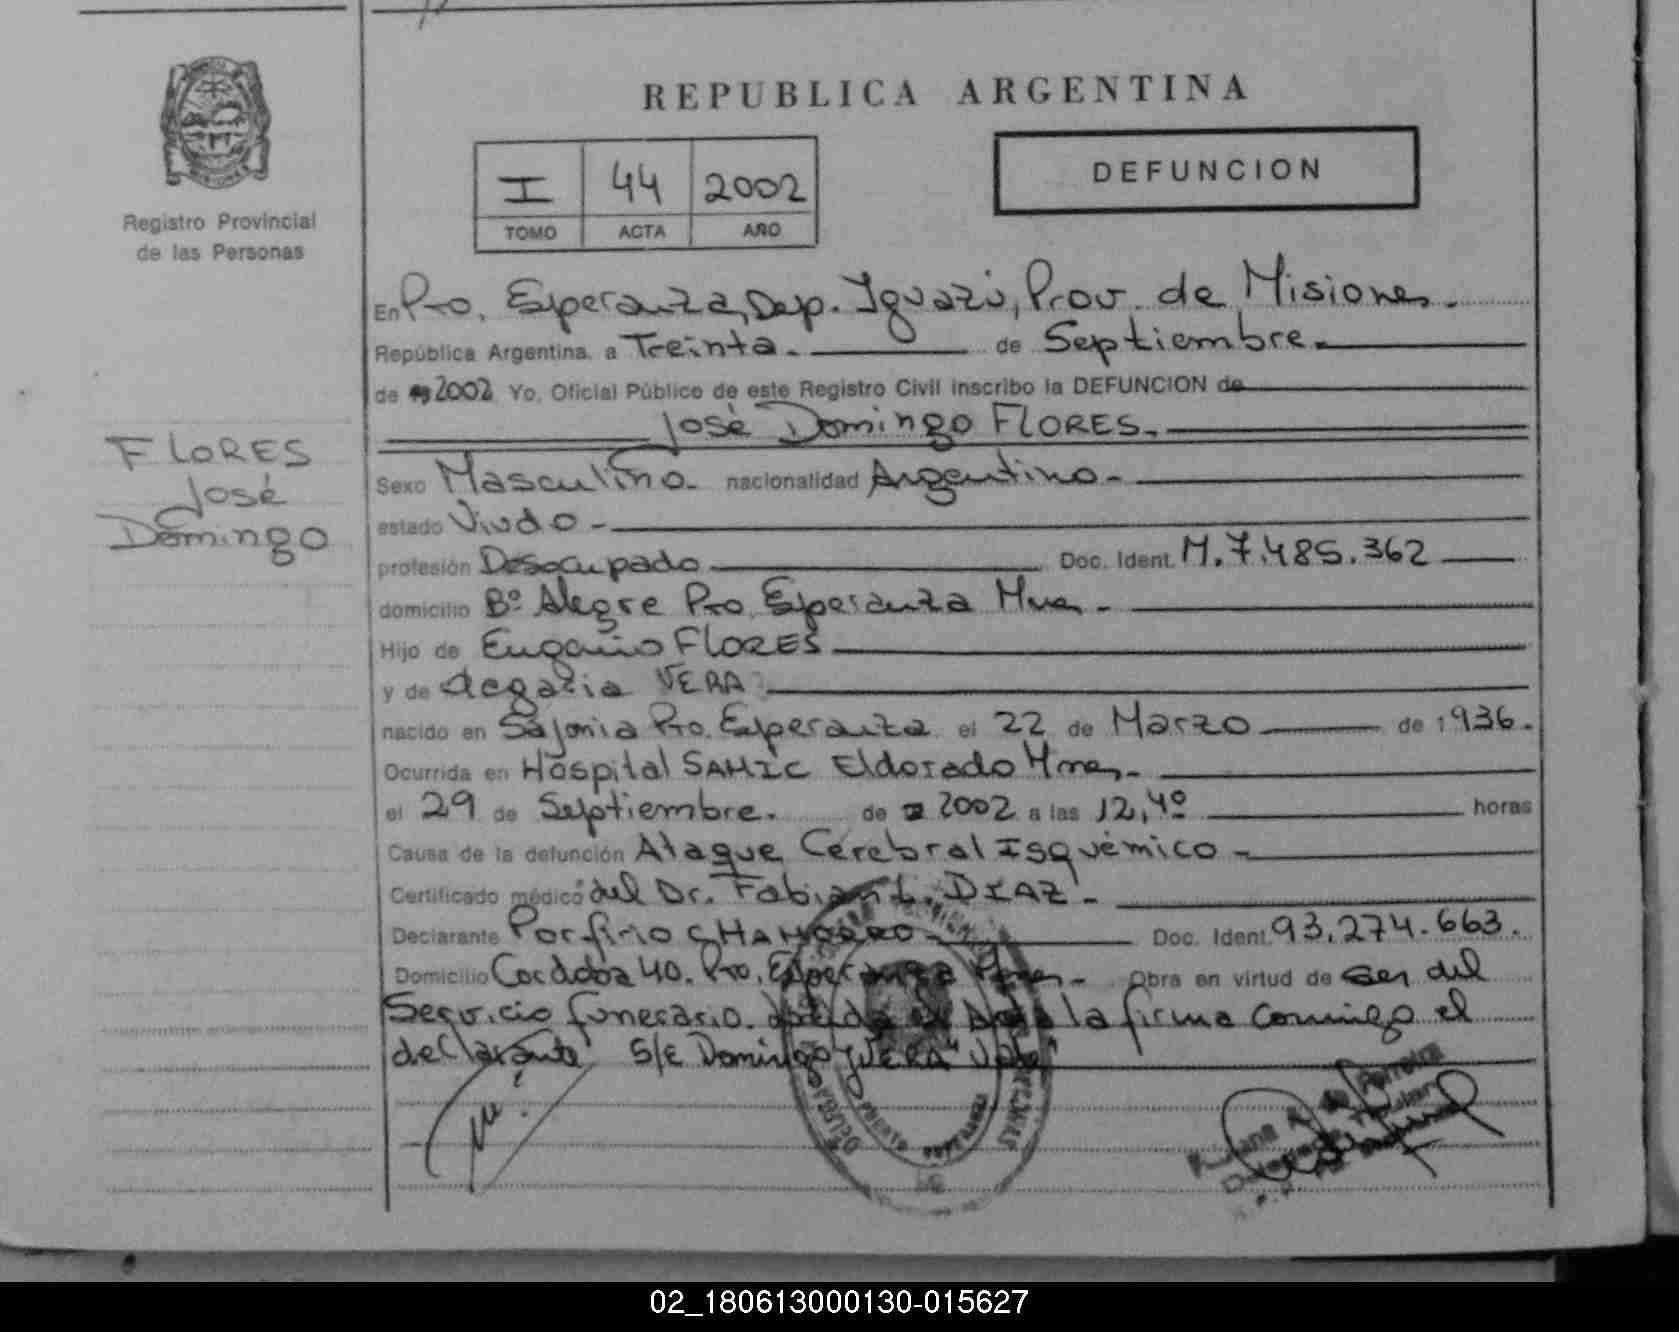 REPUBLICA ARGENTINA
I 44 2002
TOMO ACTA AÑO
DEFUNCION
Registro Provincial
de las Personas
FLORES
José
Domingo
En Pto. Esperanza, Dep. Iguazú, Prov. de Misiones.
República Argentina, a Treinta. de Septiembre.
de 2002 Yo, Oficial Público de este Registro Civil inscribo la DEFUNCION de
José Domingo FLORES.
Sexo Masculino. nacionalidad Argentino.
estado Viudo.
profesión Desocupado Doc. Ident. M. 7.485.362
domicilio Bº Alegre Pto. Esperanza Mnes.
Hijo de Eugenio FLORES
y de VERA
nacido en Sajonia Pto. Esperanza el 22 de Marzo de 1936.
Ocurrida en Hospital SAMIC Eldorado Mnes.
el 29 de Septiembre. de 2002 a las 12,40 horas
Causa de la defunción Ataque Cerebral Isquémico
Certificado médico del Dr. Fabian L. DIAZ
Declarante Porfirio CHAMORRO Doc. Ident. 93.274.663.
Domicilio Cordoba 40. Pto. Esperanza Mnes. Obra en virtud de ser del
Servicio funerario. la firma conmigo el
declarante S/E Domingo "VERA" Vale
02_180613000130-015627